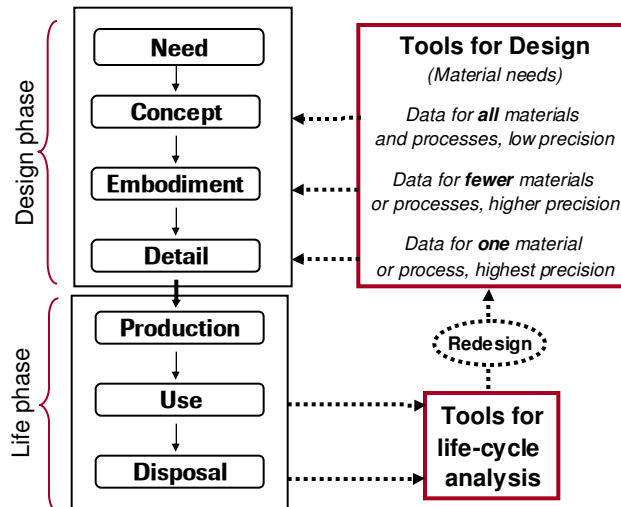 Design phase
Need
Concept
Embodiment
Detail
Tools for Design
(Material needs)
Data for all materials
and processes, low precision
Data for fewer materials
or processes, higher precision
Data for one material
or process, highest precision
Life phase
Production
Use
Disposal
Redesign
Tools for
life-cycle
analysis